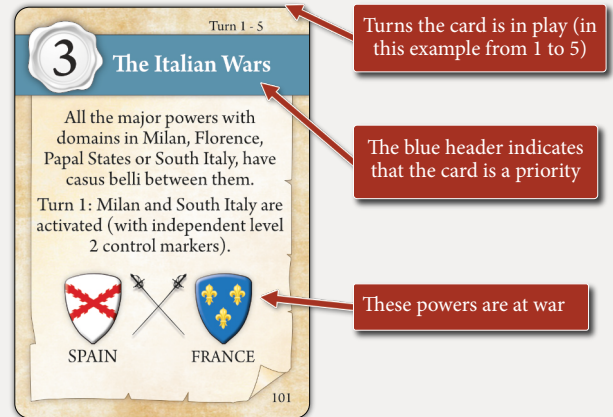 Turn 1 - 5
3
The Italian Wars
All the major powers with
domains in Milan, Florence,
Papal States or South Italy, have
casus belli between them.
Turn 1: Milan and South Italy are
activated (with independent level
2 control markers).
SPAIN
FRANCE
101
Turns the card is in play (in
this example from 1 to 5)
The blue header indicates
that the card is a priority
These powers are at war